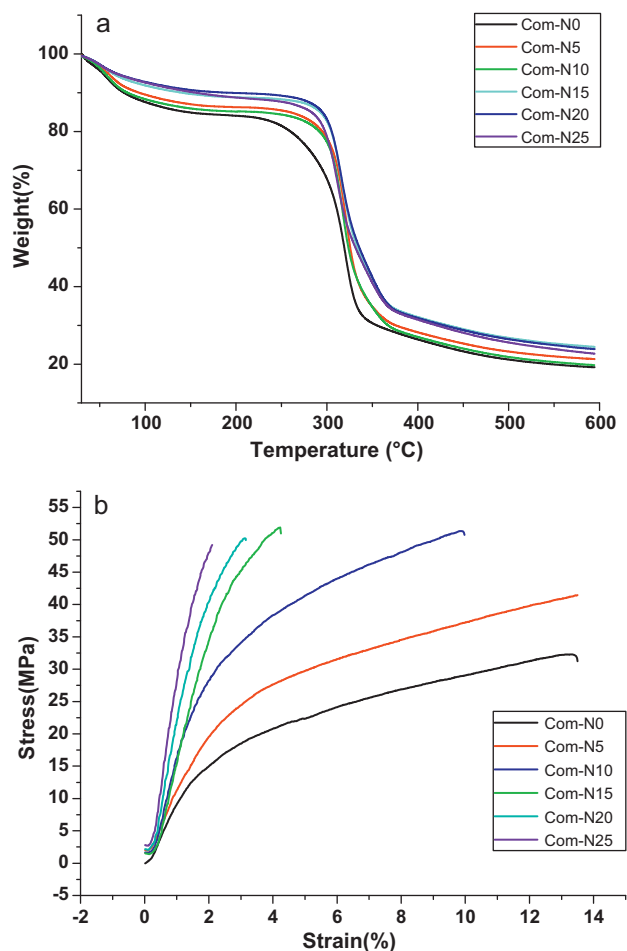 a
100
80
60
40
20
Weight(%)
100 200 300 400 500 600
Temperature (°C)
Com-N0
Com-N5
Com-N10
Com-N15
Com-N20
Com-N25
b
55
50
45
40
35
30
25
20
15
10
5
0
-5
Stress(MPa)
-2 0 2 4 6 8 10 12 14
Strain(%)
Com-N0
Com-N5
Com-N10
Com-N15
Com-N20
Com-N25